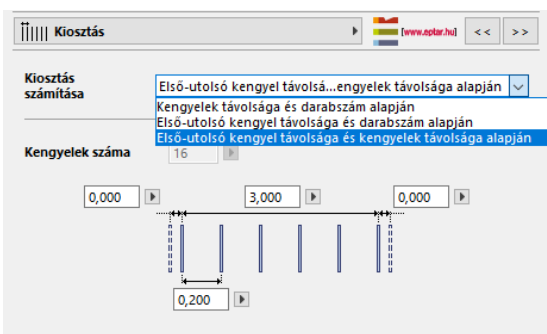 Kiosztás
[www.eptar.hu]
<<
>>
Kiosztás
számítása
Első-utolsó kengyel távolsá...engyelek távolsága alapján
Kengyelek távolsága és darabszám alapján
Első-utolsó kengyel távolsága és darabszám alapján
Első-utolsó kengyel távolsága és kengyelek távolsága alapján
Kengyelek száma
16
0,000
3,000
0,000
0,200